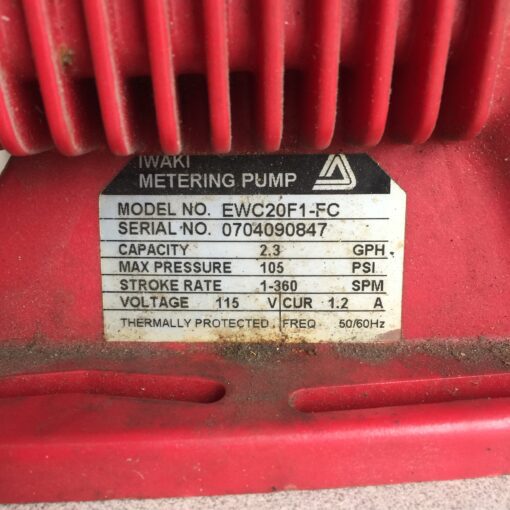 IWAKI
METERING PUMP
MODEL NO. EWC20F1-FC
SERIAL NO. 0704090847
CAPACITY 2.3 GPH
MAX PRESSURE 105 PSI
STROKE RATE 1-360 SPM
VOLTAGE 115 V CUR 1.2 A
THERMALLY PROTECTED. FREQ 50/60Hz